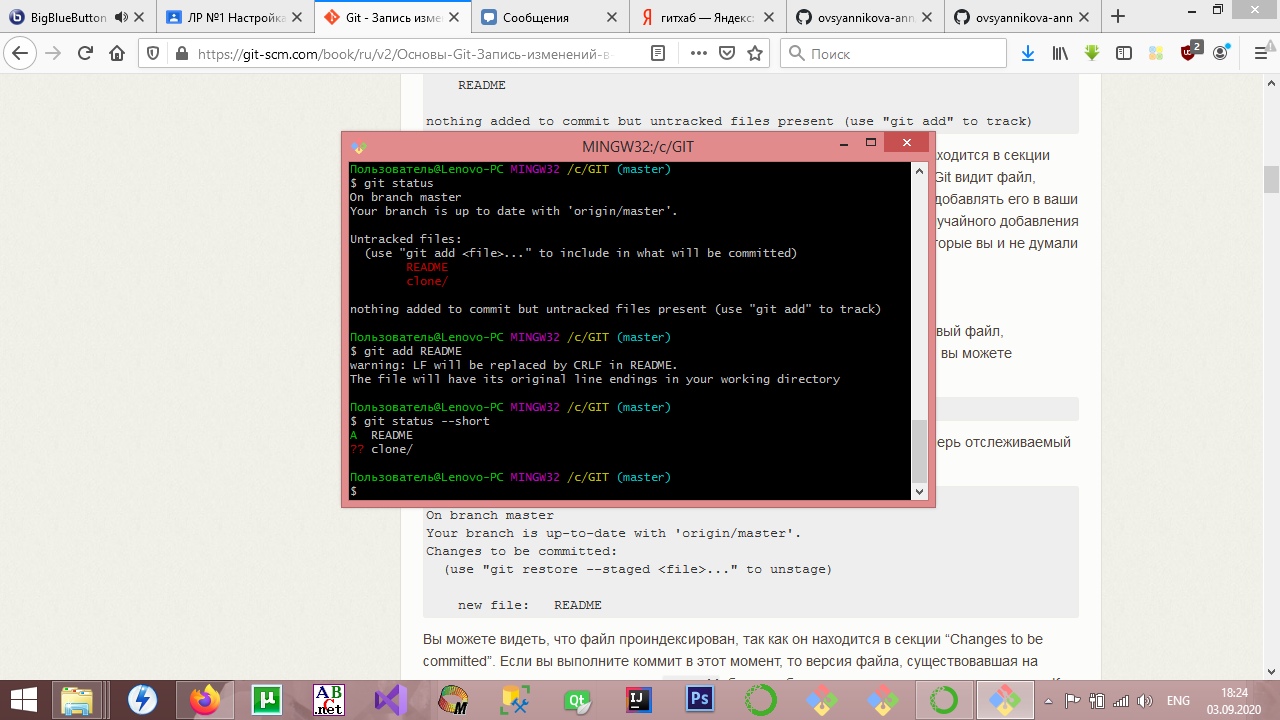 BigBlueButton
ЛР №1 Настройка
Git - Запись изме
Сообщения
гитхаб — Яндекс
ovsyannikova-ann
ovsyannikova-ann
https://git-scm.com/book/ru/v2/Основы-Git-Запись-изменений-в-
Поиск
2
README
nothing added to commit but untracked files present (use "git add" to track)
MINGW32:/c/GIT
Пользователь@Lenovo-PC MINGW32 /c/GIT (master)
$ git status
On branch master
Your branch is up to date with 'origin/master'.
Untracked files:
(use "git add <file>..." to include in what will be committed)
README
clone/
nothing added to commit but untracked files present (use "git add" to track)
Пользователь@Lenovo-PC MINGW32 /c/GIT (master)
$ git add README
warning: LF will be replaced by CRLF in README.
The file will have its original line endings in your working directory
Пользователь@Lenovo-PC MINGW32 /c/GIT (master)
$ git status --short
A README
?? clone/
Пользователь@Lenovo-PC MINGW32 /c/GIT (master)
$
ходится в секции
Git видит файл,
добавлять его в ваши
учайного добавления
торые вы и не думали
вый файл,
вы можете
ерь отслеживаемый
On branch master
Your branch is up-to-date with 'origin/master'.
Changes to be committed:
(use "git restore --staged <file>..." to unstage)
new file: README
Вы можете видеть, что файл проиндексирован, так как он находится в секции “Changes to be
committed”. Если вы выполните коммит в этот момент, то версия файла, существовавшая на
ABC.net
M
Qt
IJ
Ps
ENG
18:24
03.09.2020